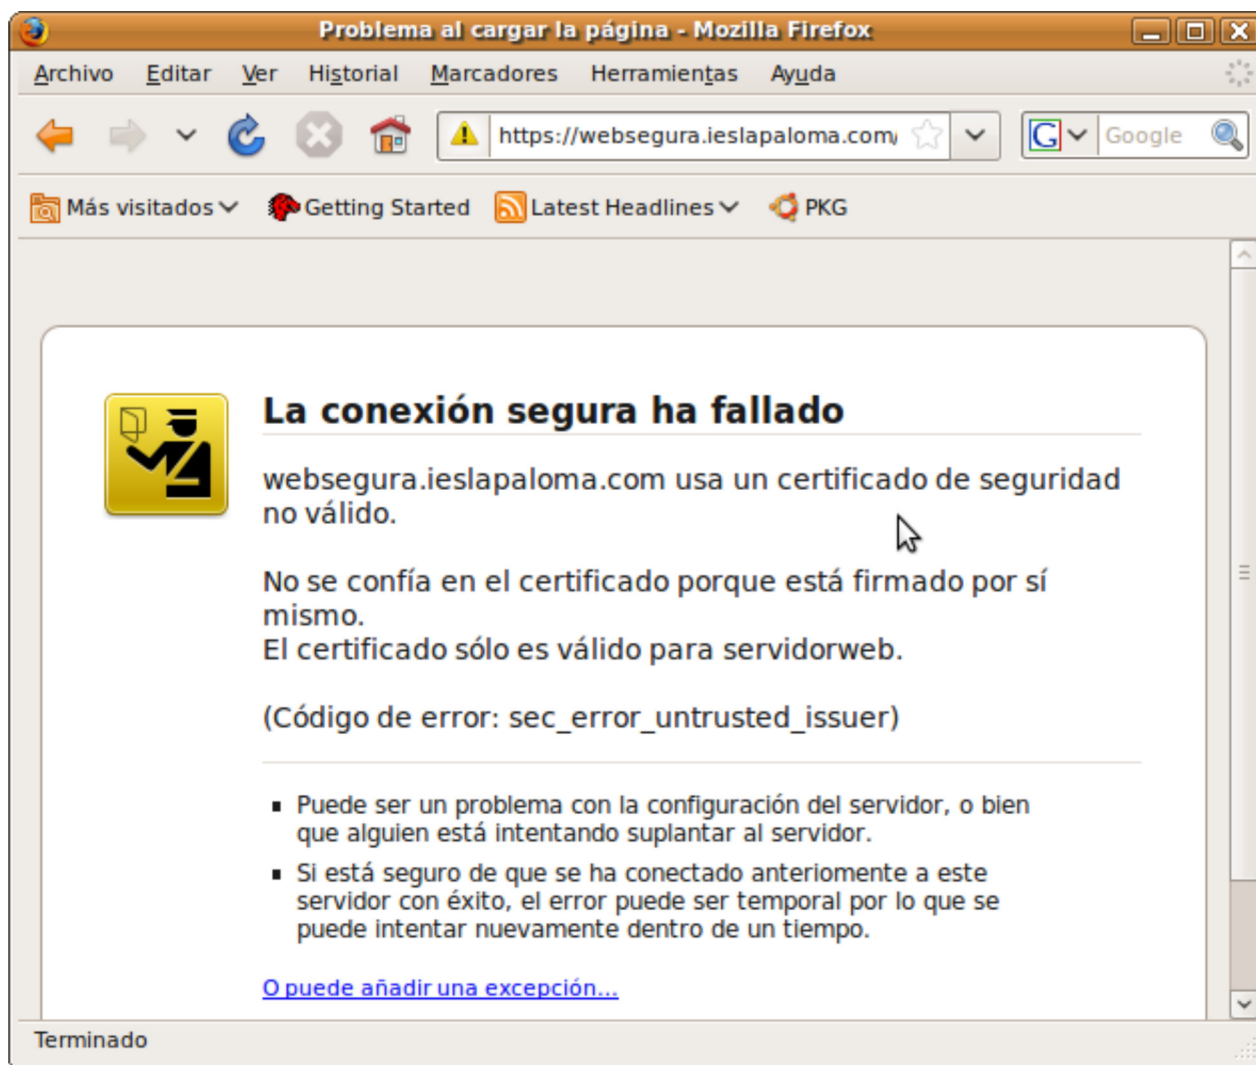 Problema al cargar la página - Mozilla Firefox
Archivo Editar Ver Historial Marcadores Herramientas Ayuda
https://websegura.ieslapaloma.com/ G Google
Más visitados Getting Started Latest Headlines PKG
La conexión segura ha fallado
websegura.ieslapaloma.com usa un certificado de seguridad
no válido.
No se confía en el certificado porque está firmado por sí
mismo.
El certificado sólo es válido para servidorweb.
(Código de error: sec_error_untrusted_issuer)
Puede ser un problema con la configuración del servidor, o bien
que alguien está intentando suplantar al servidor.
Si está seguro de que se ha conectado anteriomente a este
servidor con éxito, el error puede ser temporal por lo que se
puede intentar nuevamente dentro de un tiempo.
O puede añadir una excepción...
Terminado